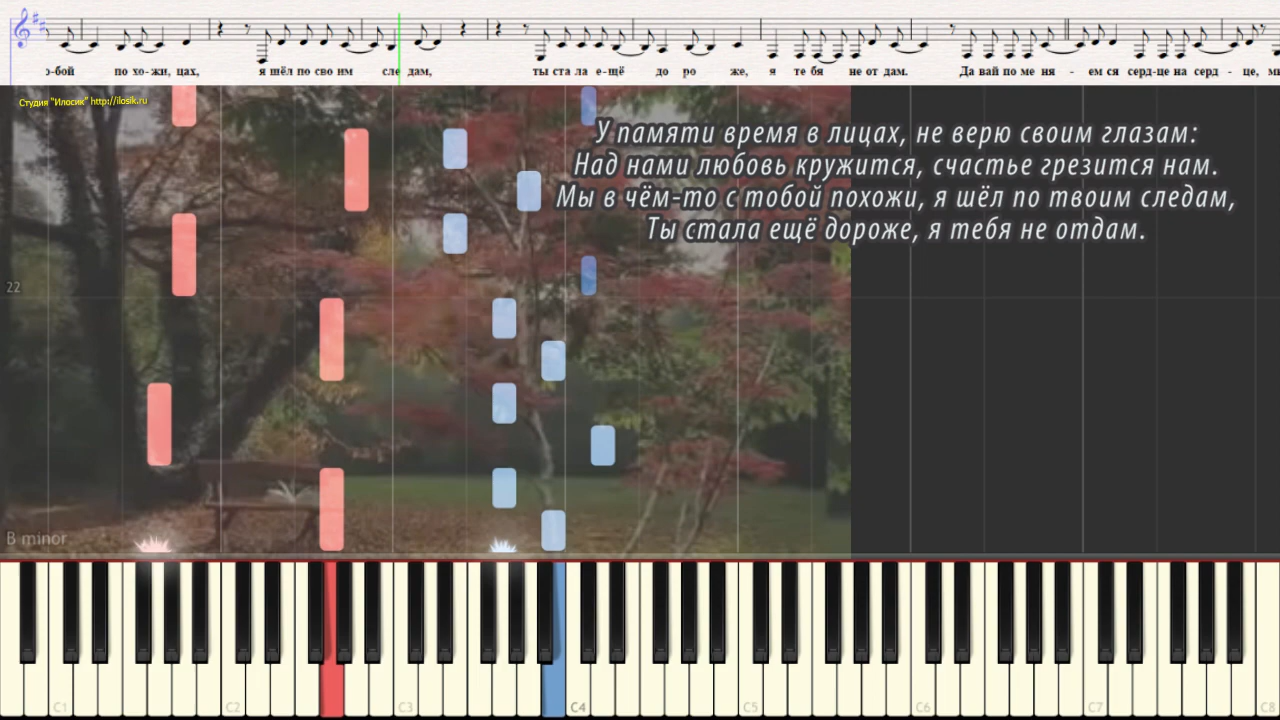 о-бой по хо-жи, цах, я шёл по сво им сле дам, ты ста ла е-щё до ро же, я те бя не от дам. Да вай по ме ня - ем ся серд-це на серд - це,
Студия "Илосик" http://ilosik.ru
У памяти время в лицах, не верю своим глазам:
Над нами любовь кружится, счастье грезится нам.
Мы в чём-то с тобой похожи, я шёл по твоим следам,
Ты стала ещё дороже, я тебя не отдам.
22
B minor
C1 C2 C3 C4 C5 C6 C7 C8